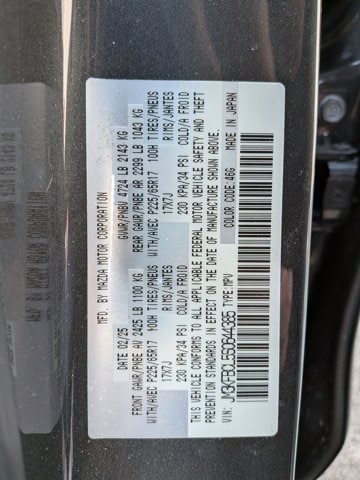 MFD. BY MAZDA MOTOR CORPORATION
DATE 02/25 GVWR/PNBV 4724 LB 2143 KG
FRONT GAWR/PNBE AV 2425 LB 1100 KG REAR GAWR/PNBE AR 2299 LB 1043 KG
WITH/AVEC P225/65R17 100H TIRES/PNEUS WITH/AVEC P225/65R17 100H TIRES/PNEUS
17X7J RIMS/JANTES 17X7J RIMS/JANTES
230 KPA/34 PSI COLD/A FROID 230 KPA/34 PSI COLD/A FROID
THIS VEHICLE CONFORMS TO ALL APPLICABLE FEDERAL MOTOR VEHICLE SAFETY AND THEFT
PREVENTION STANDARDS IN EFFECT ON THE DATE OF MANUFACTURE SHOWN ABOVE.
MADE IN JAPAN
VIN: TYPE: MPV COLOR CODE: 46G